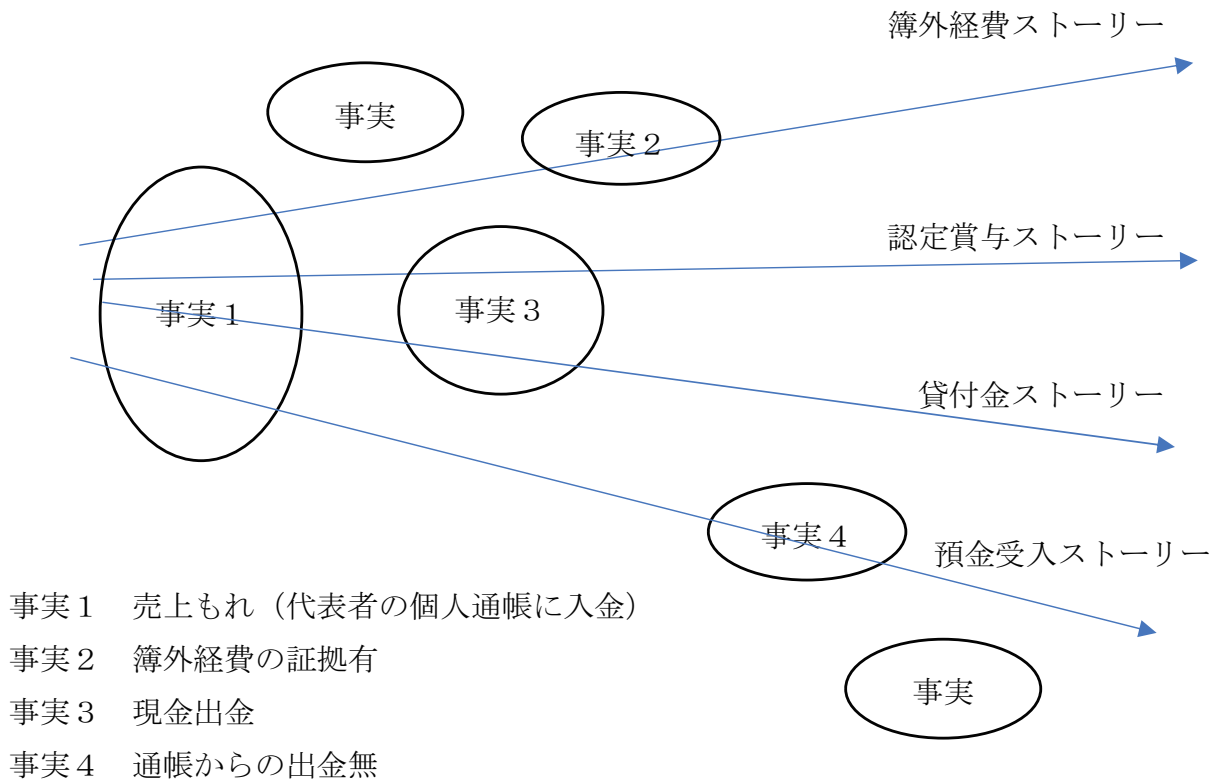 簿外経費ストーリー
事実
事実２
認定賞与ストーリー
事実１
事実３
貸付金ストーリー
事実４
預金受入ストーリー
事実１　売上もれ（代表者の個人通帳に入金）
事実２　簿外経費の証拠有
事実３　現金出金
事実
事実４　通帳からの出金無